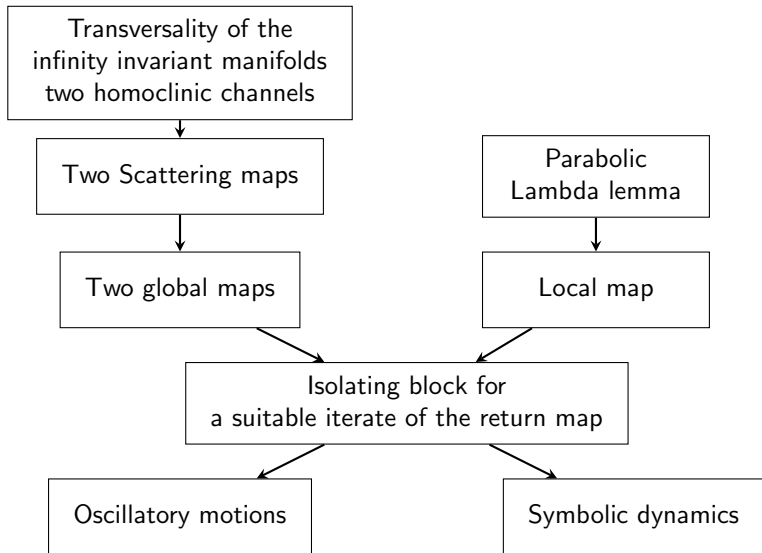 Transversality of the
infinity invariant manifolds
two homoclinic channels
Two Scattering maps
Parabolic
Lambda lemma
Two global maps
Local map
Isolating block for
a suitable iterate of the return map
Oscillatory motions
Symbolic dynamics